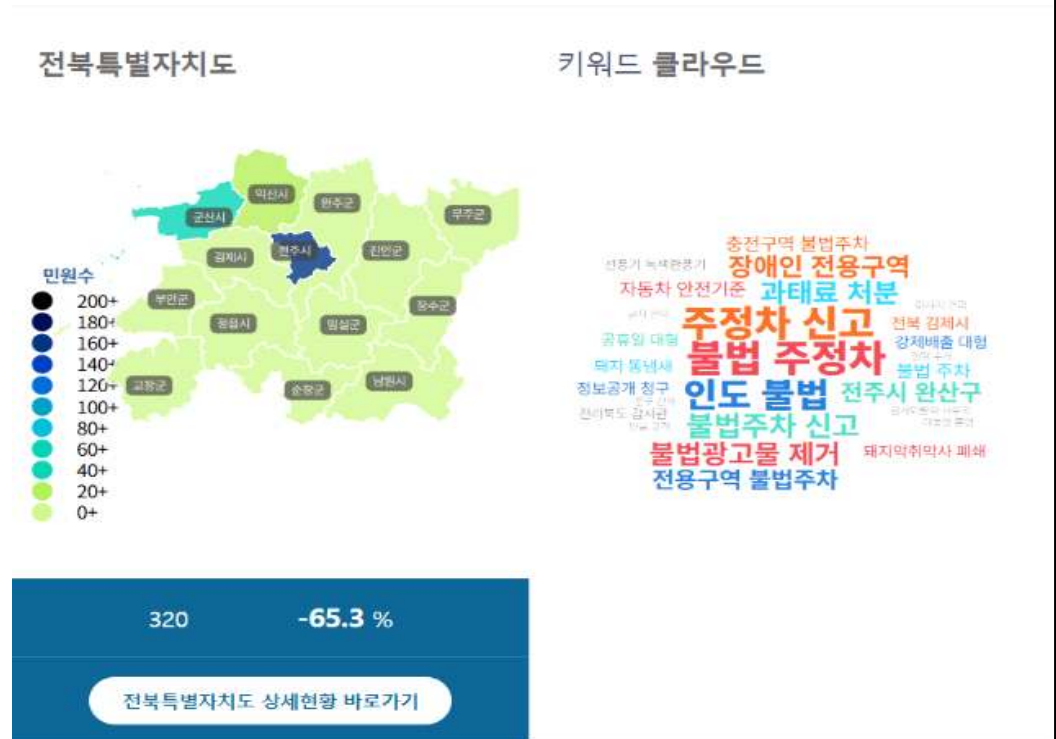 전북특별자치도
키워드 클라우드
익산시
완주군
무주군
군산시
김제시
전주시
진안군
민원수
부안군
장수군
정읍시
임실군
고창군
순창군
남원시
200+
180+
160+
140+
120+
100+
80+
60+
40+
20+
0+
충전구역 불법주차
장애인 전용구역
자동차 안전기준
과태료 처분
주정차 신고
전북 김제시
공휴일 대형
불법 주정차
강제배출 대형
돼지 똥냄새
불법 주차
정보공개 청구
인도 불법
전주시 완산구
전라북도 감사관
불법주차 신고
불법광고물 제거
돼지악취막사 폐쇄
전용구역 불법주차
320
-65.3 %
전북특별자치도 상세현황 바로가기